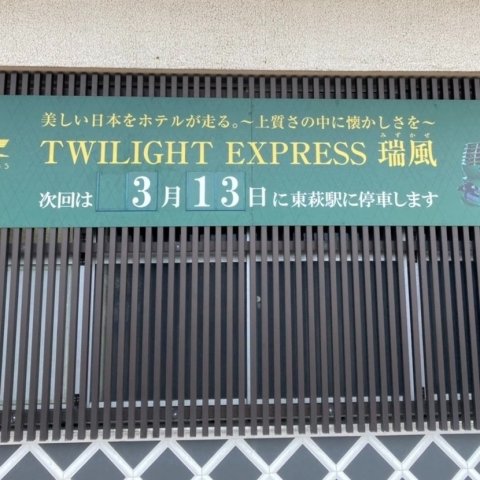 美しい日本をホテルが走る。～上質さの中に懐かしさを～
みずかぜ
TWILIGHT EXPRESS 瑞風
次回は 3月13日に東萩駅に停車します